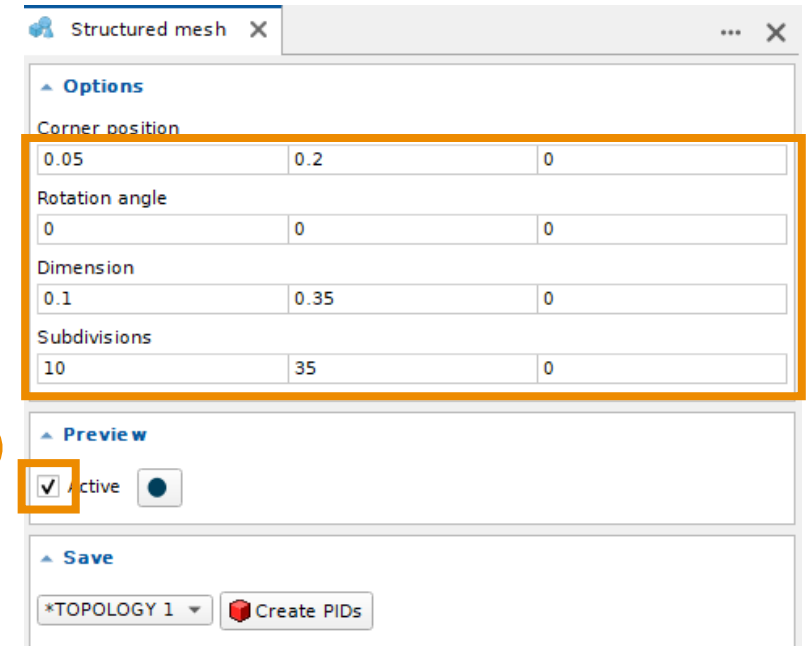 Structured mesh
Options
Corner position
0.05 0.2 0
Rotation angle
0 0 0
Dimension
0.1 0.35 0
Subdivisions
10 35 0
Preview
Active
Save
*TOPOLOGY 1 Create PIDs